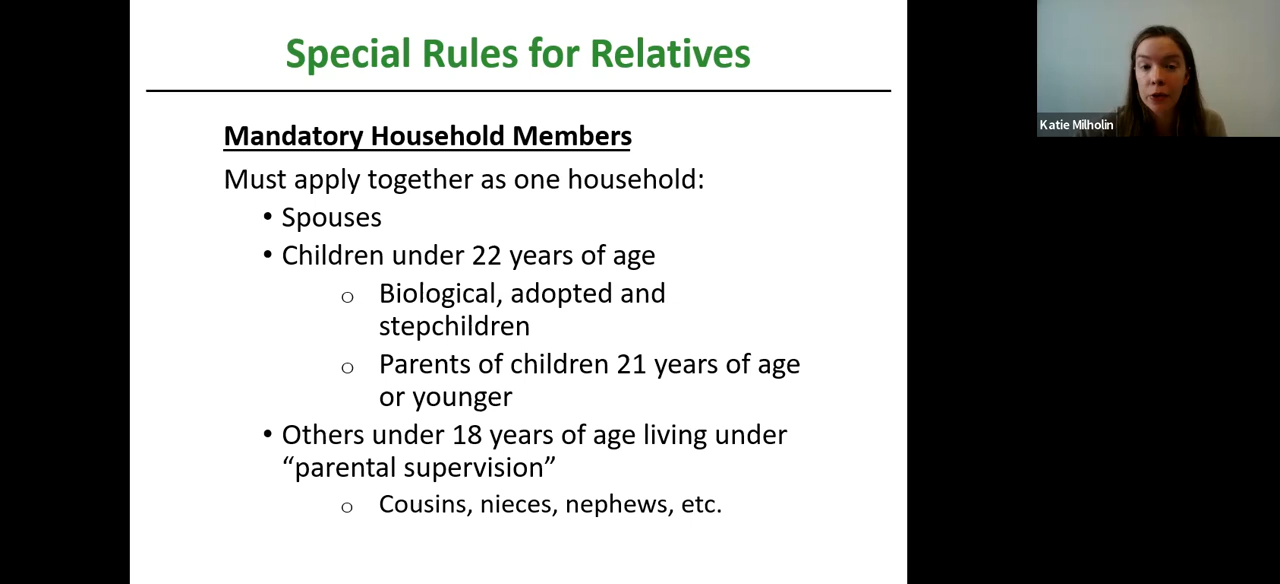 Special Rules for Relatives
Mandatory Household Members
Must apply together as one household:
• Spouses
• Children under 22 years of age
o Biological, adopted and
stepchildren
o Parents of children 21 years of age
or younger
• Others under 18 years of age living under
“parental supervision”
o Cousins, nieces, nephews, etc.
Katie Milholin